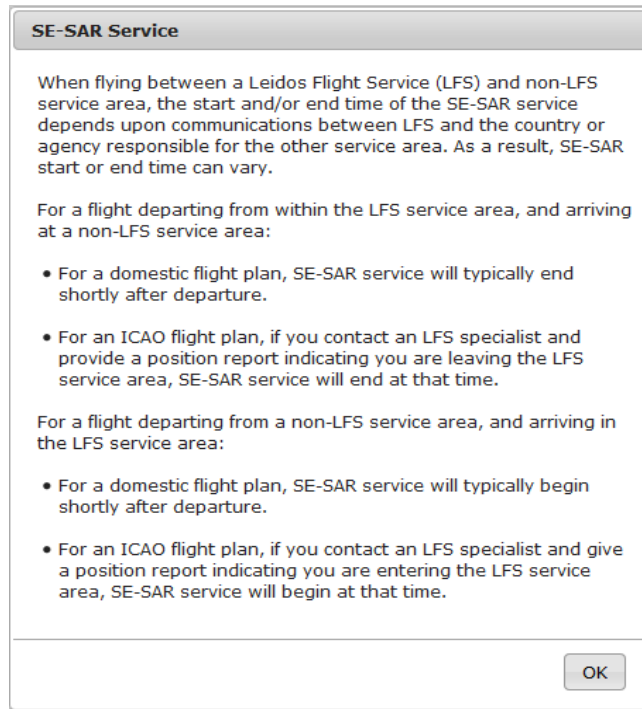 SE-SAR Service
When flying between a Leidos Flight Service (LFS) and non-LFS
service area, the start and/or end time of the SE-SAR service
depends upon communications between LFS and the country or
agency responsible for the other service area. As a result, SE-SAR
start or end time can vary.
For a flight departing from within the LFS service area, and arriving
at a non-LFS service area:
• For a domestic flight plan, SE-SAR service will typically end
shortly after departure.
• For an ICAO flight plan, if you contact an LFS specialist and
provide a position report indicating you are leaving the LFS
service area, SE-SAR service will end at that time.
For a flight departing from a non-LFS service area, and arriving in
the LFS service area:
• For a domestic flight plan, SE-SAR service will typically begin
shortly after departure.
• For an ICAO flight plan, if you contact an LFS specialist and give
a position report indicating you are entering the LFS service
area, SE-SAR service will begin at that time.
OK